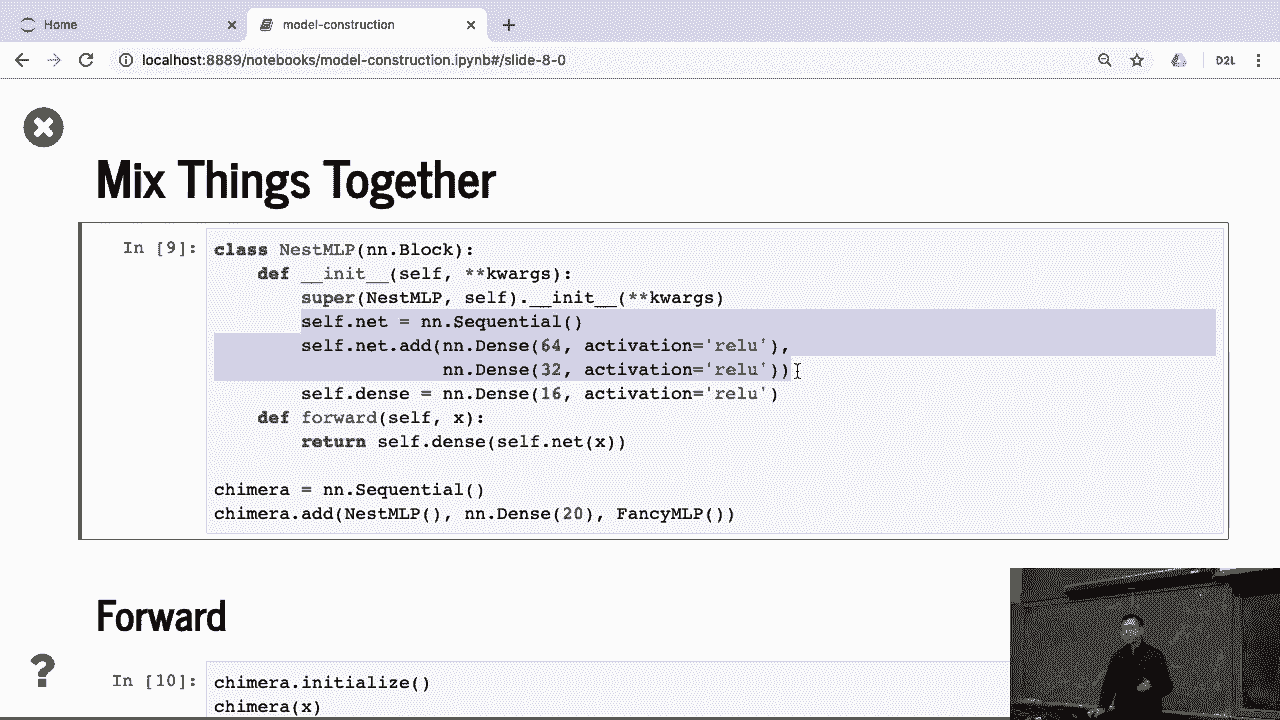 Home
model-construction
localhost:8889/notebooks/model-construction.ipynb#/slide-8-0
D2L
Mix Things Together
In [9]:
class NestMLP(nn.Block):
    def __init__(self, **kwargs):
        super(NestMLP, self).__init__(**kwargs)
        self.net = nn.Sequential()
        self.net.add(nn.Dense(64, activation='relu'),
                     nn.Dense(32, activation='relu'))
        self.dense = nn.Dense(16, activation='relu')
    def forward(self, x):
        return self.dense(self.net(x))
chimera = nn.Sequential()
chimera.add(NestMLP(), nn.Dense(20), FancyMLP())
Forward
?
In [10]:
chimera.initialize()
chimera(x)